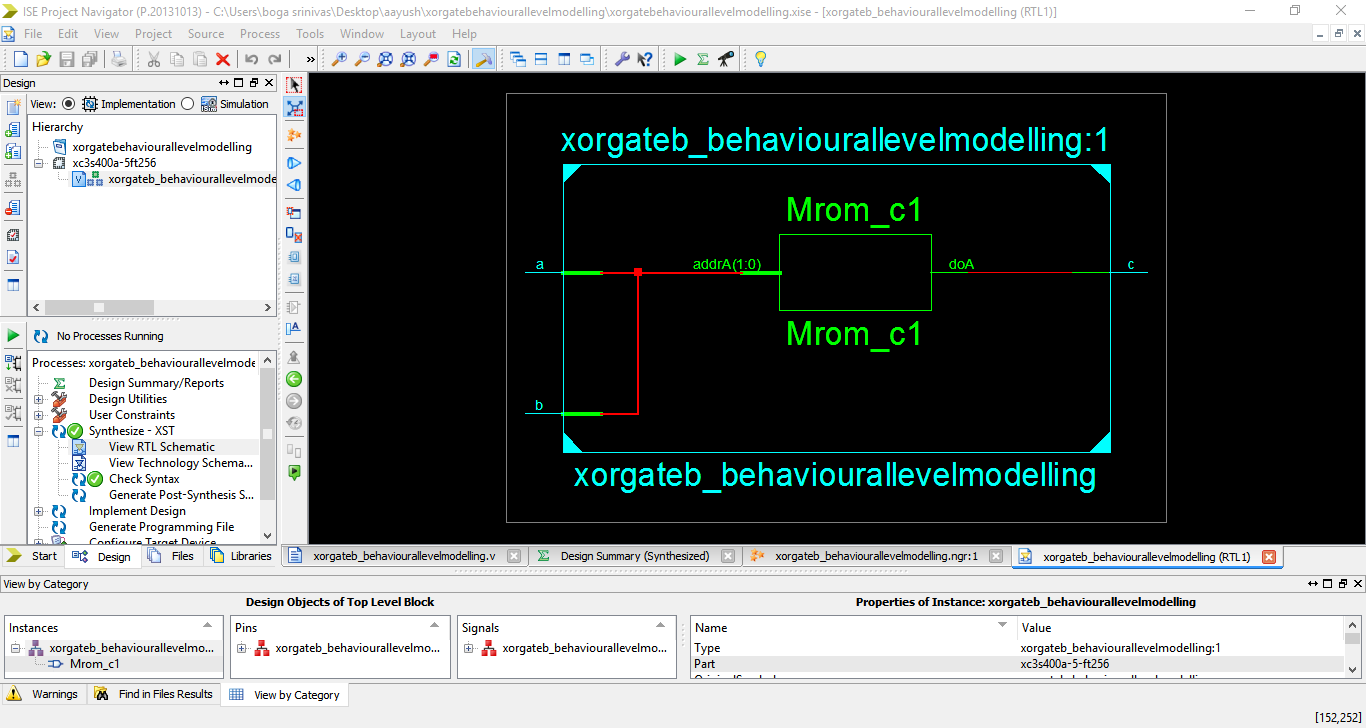 ISE Project Navigator (P.20131013) - C:\Users\boga srinivas\Desktop\aayush\xorgatebehaviourallevelmodelling\xorgatebehaviourallevelmodelling.xise - [xorgateb_behaviourallevelmodelling (RTL1)]
File Edit View Project Source Process Tools Window Layout Help
Design
View: Implementation Simulation
Hierarchy
xorgatebehaviourallevelmodelling
xc3s400a-5ft256
V xorgateb_behaviourallevelmode
No Processes Running
Processes: xorgateb_behaviourallevelmode
Design Summary/Reports
Design Utilities
User Constraints
Synthesize - XST
View RTL Schematic
View Technology Schema...
Check Syntax
Generate Post-Synthesis S...
Implement Design
Generate Programming File
Configure Target Device
Start Design Files Libraries
xorgateb_behaviourallevelmodelling:1
Mrom_c1
a addrA(1:0) doA c
Mrom_c1
b
xorgateb_behaviourallevelmodelling
xorgateb_behaviourallevelmodelling.v Design Summary (Synthesized) xorgateb_behaviourallevelmodelling.ngr:1 xorgateb_behaviourallevelmodelling (RTL1)
View by Category
Design Objects of Top Level Block Properties of Instance: xorgateb_behaviourallevelmodelling
Instances Pins Signals Name Value
xorgateb_behaviourallevelmo... xorgateb_behaviourallevelmo... xorgateb_behaviourallevelmo... Type xorgateb_behaviourallevelmodelling:1
Mrom_c1 Part xc3s400a-5-ft256
Warnings Find in Files Results View by Category
[152,252]